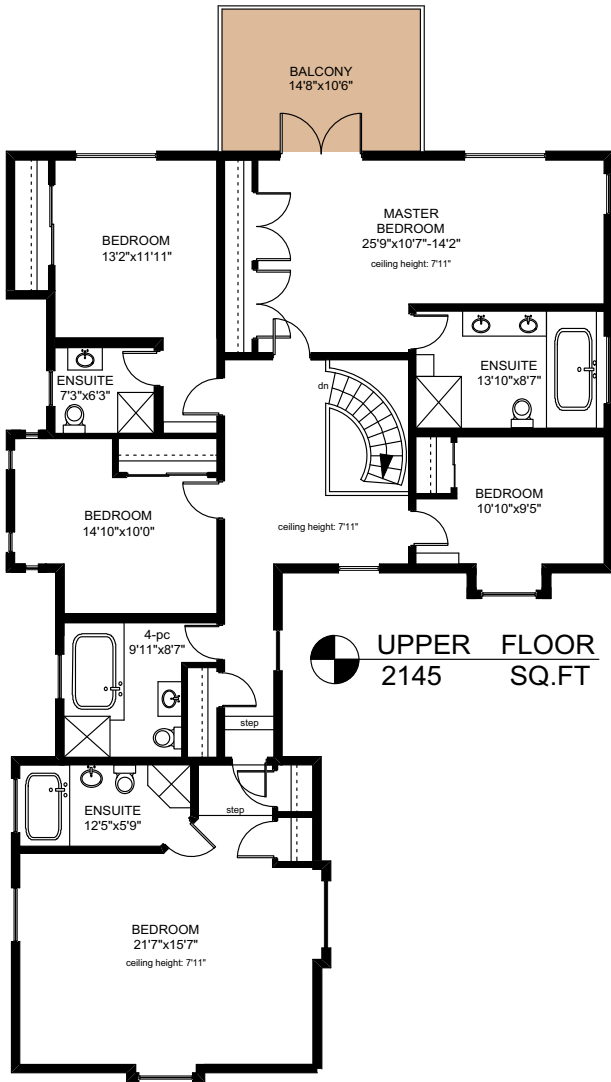 BALCONY
14'8"x10'6"
MASTER
BEDROOM
25'9"x10'7"-14'2"
ceiling height: 7'11"
BEDROOM
13'2"x11'11"
ENSUITE
13'10"x8'7"
ENSUITE
7'3"x6'3"
dn
BEDROOM
10'10"x9'5"
BEDROOM
14'10"x10'0"
ceiling height: 7'11"
4-pc
9'11"x8'7"
UPPER FLOOR
2145 SQ.FT
step
step
ENSUITE
12'5"x5'9"
BEDROOM
21'7"x15'7"
ceiling height: 7'11"